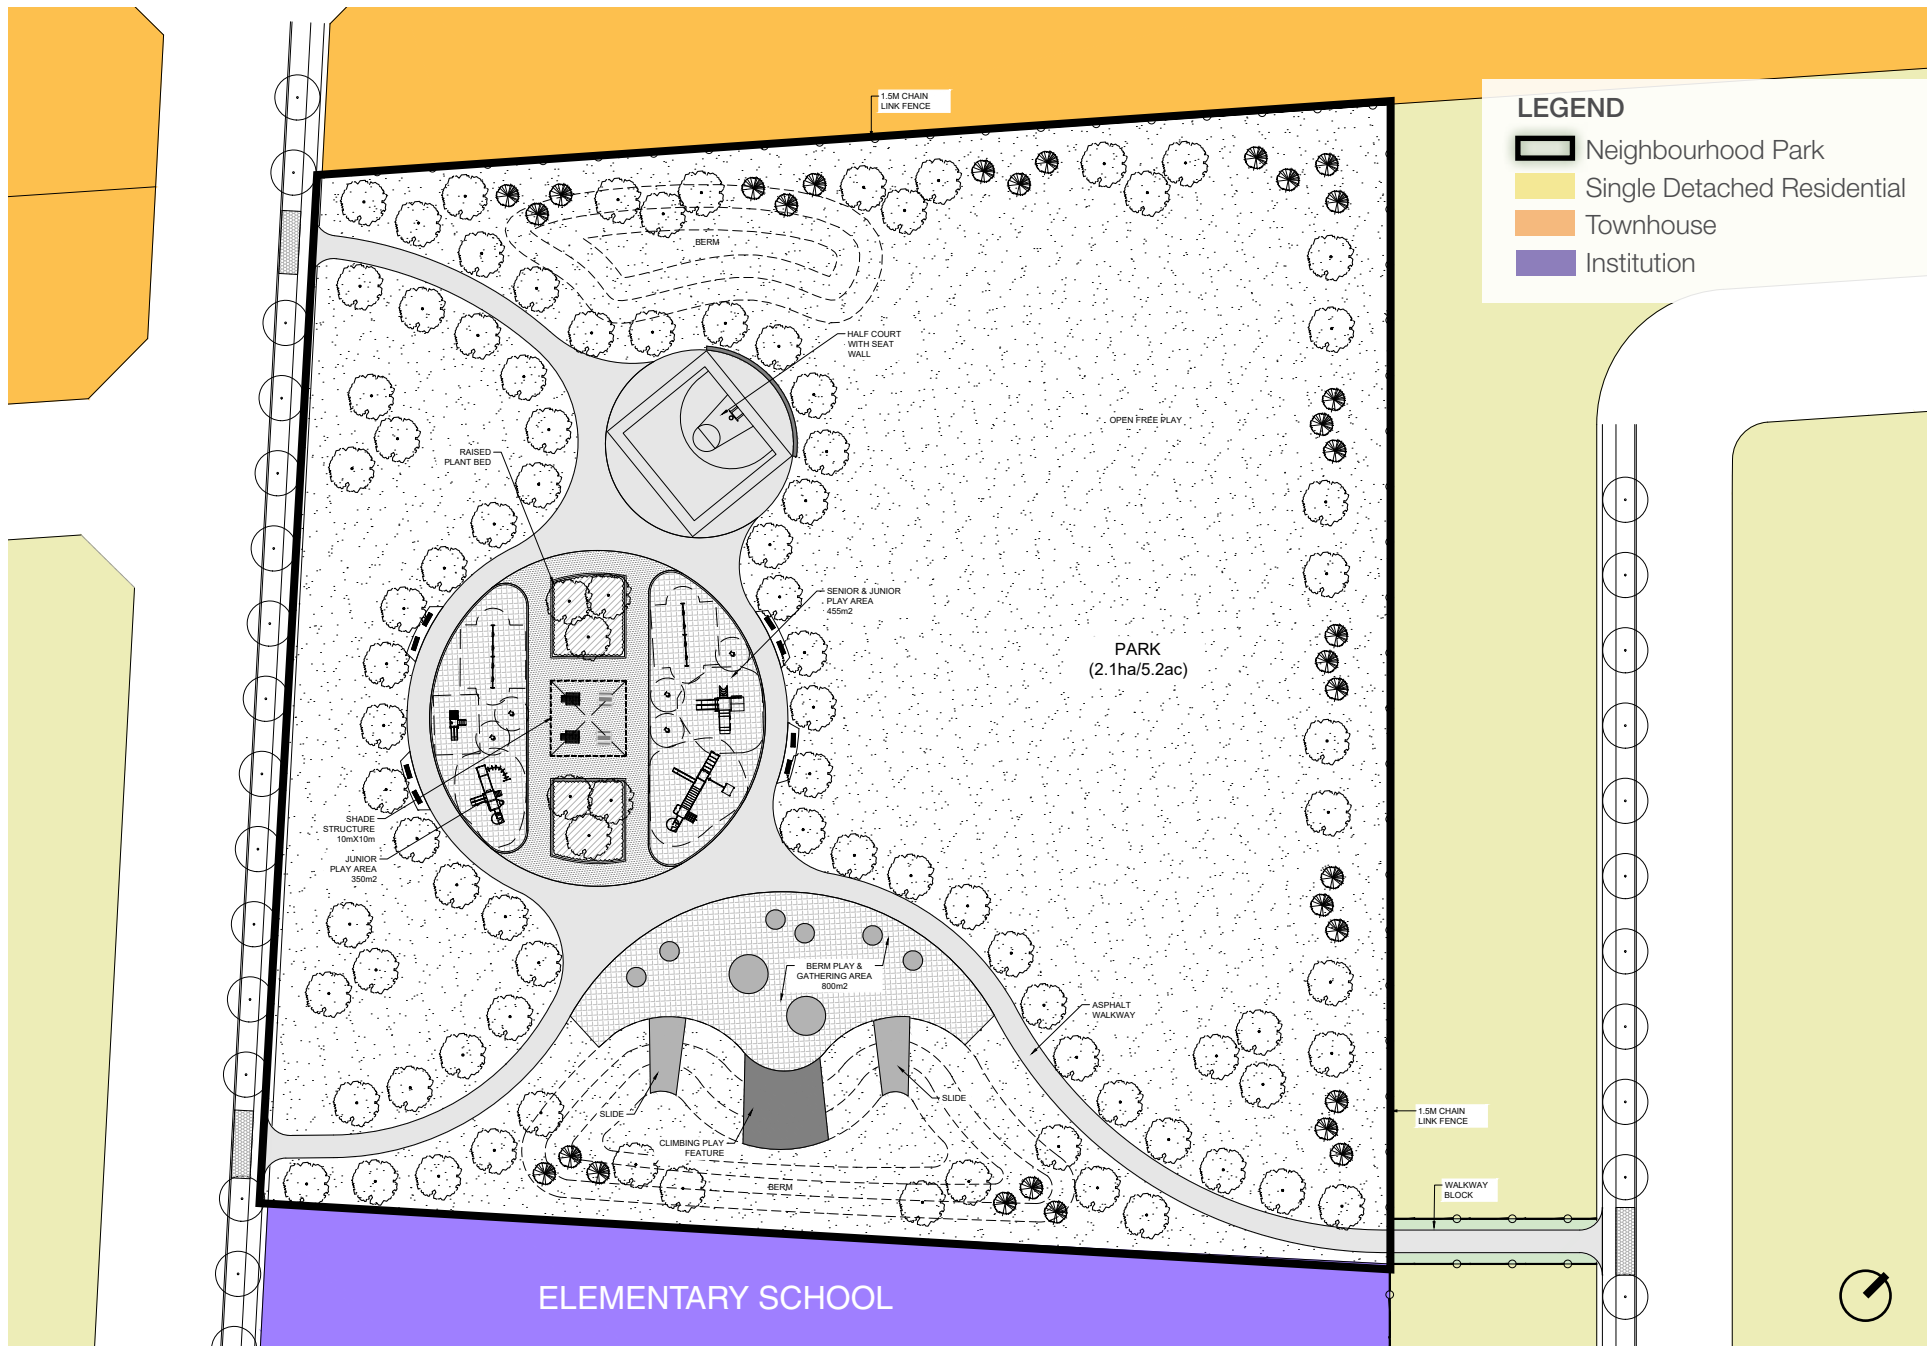 1.5M CHAIN
LINK FENCE
LEGEND
Neighbourhood Park
Single Detached Residential
Townhouse
Institution
BERM
HALF COURT
WITH SEAT
WALL
OPEN FREE PLAY
RAISED
PLANT BED
SENIOR & JUNIOR
PLAY AREA
455m2
PARK
(2.1ha/5.2ac)
SHADE
STRUCTURE
10mX10m
JUNIOR
PLAY AREA
350m2
BERM PLAY &
GATHERING AREA
800m2
ASPHALT
WALKWAY
SLIDE
SLIDE
CLIMBING PLAY
FEATURE
BERM
1.5M CHAIN
LINK FENCE
WALKWAY
BLOCK
ELEMENTARY SCHOOL